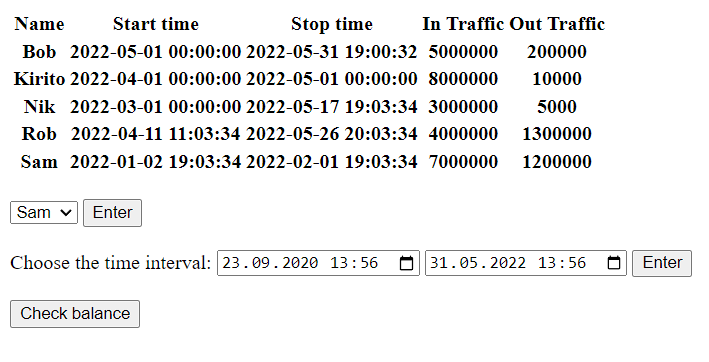 Name Start time Stop time In Traffic Out Traffic
Bob 2022-05-01 00:00:00 2022-05-31 19:00:32 5000000 200000
Kirito 2022-04-01 00:00:00 2022-05-01 00:00:00 8000000 10000
Nik 2022-03-01 00:00:00 2022-05-17 19:03:34 3000000 5000
Rob 2022-04-11 11:03:34 2022-05-26 20:03:34 4000000 1300000
Sam 2022-01-02 19:03:34 2022-02-01 19:03:34 7000000 1200000
Sam Enter
Choose the time interval: 23.09.2020 13:56 31.05.2022 13:56 Enter
Check balance